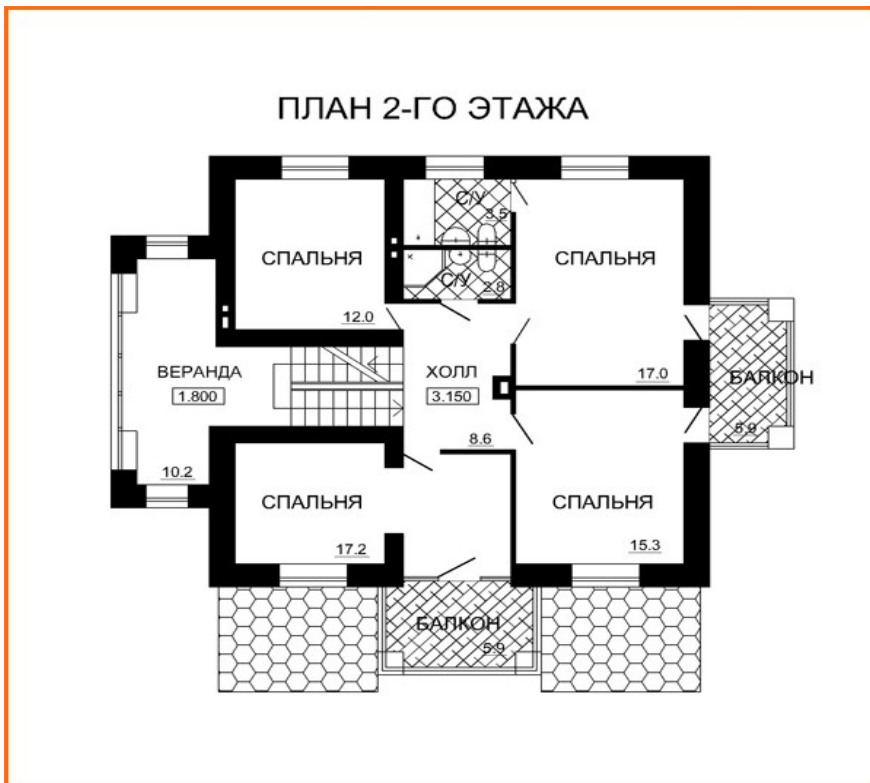 ПЛАН 2-ГО ЭТАЖА
С/У
3.5
СПАЛЬНЯ
СПАЛЬНЯ
С/У
2.8
12.0
ВЕРАНДА
1.800
ХОЛЛ
3.150
17.0
БАЛКОН
5.9
8.6
10.2
СПАЛЬНЯ
17.2
СПАЛЬНЯ
15.3
БАЛКОН
5.9